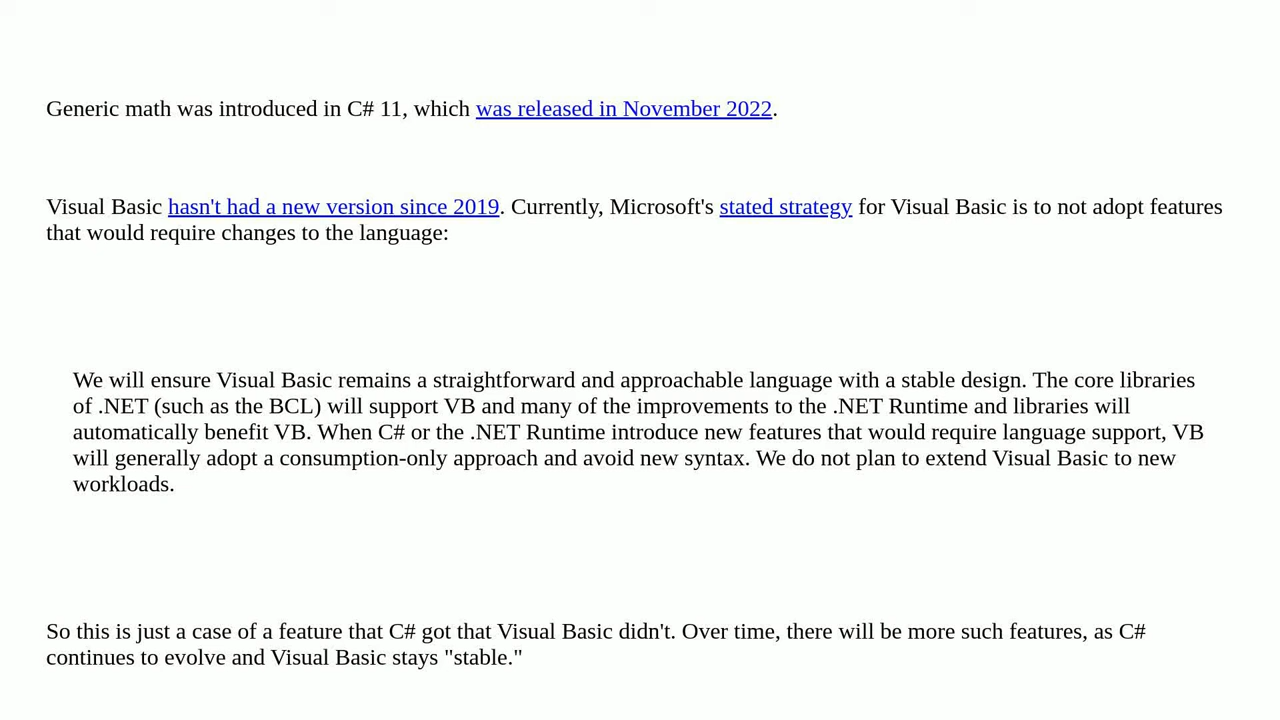 Generic math was introduced in C# 11, which was released in November 2022.
Visual Basic hasn't had a new version since 2019. Currently, Microsoft's stated strategy for Visual Basic is to not adopt features
that would require changes to the language:
We will ensure Visual Basic remains a straightforward and approachable language with a stable design. The core libraries
of .NET (such as the BCL) will support VB and many of the improvements to the .NET Runtime and libraries will
automatically benefit VB. When C# or the .NET Runtime introduce new features that would require language support, VB
will generally adopt a consumption-only approach and avoid new syntax. We do not plan to extend Visual Basic to new
workloads.
So this is just a case of a feature that C# got that Visual Basic didn't. Over time, there will be more such features, as C#
continues to evolve and Visual Basic stays "stable."